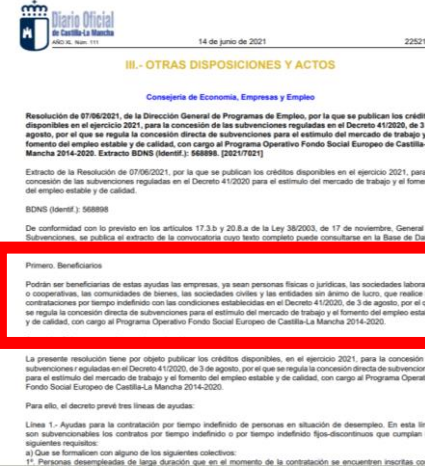 Diario Oficial
de Castilla-La Mancha
AÑO XL Núm. 111
14 de junio de 2021
22521
III.- OTRAS DISPOSICIONES Y ACTOS
Consejería de Economía, Empresas y Empleo
Resolución de 07/06/2021, de la Dirección General de Programas de Empleo, por la que se publican los crédit
disponibles en el ejercicio 2021, para la concesión de las subvenciones reguladas en el Decreto 41/2020, de 3
agosto, por el que se regula la concesión directa de subvenciones para el estímulo del mercado de trabajo y
fomento del empleo estable y de calidad, con cargo al Programa Operativo Fondo Social Europeo de Castilla-
Mancha 2014-2020. Extracto BDNS (Identif.): 568898. [2021/7021]
Extracto de la Resolución de 07/06/2021, por la que se publican los créditos disponibles en el ejercicio 2021, para
concesión de las subvenciones reguladas en el Decreto 41/2020 para el estímulo del mercado de trabajo y el fome
del empleo estable y de calidad.
BDNS (Identif.): 568898
De conformidad con lo previsto en los artículos 17.3.b y 20.8.a de la Ley 38/2003, de 17 de noviembre, General
Subvenciones, se publica el extracto de la convocatoria cuyo texto completo puede consultarse en la Base de Da
Primero. Beneficiarios
Podrán ser beneficiarias de estas ayudas las empresas, ya sean personas físicas o jurídicas, las sociedades labora
o cooperativas, las comunidades de bienes, las sociedades civiles y las entidades sin ánimo de lucro, que realice
contrataciones por tiempo indefinido con las condiciones establecidas en el Decreto 41/2020, de 3 de agosto, por el q
se regula la concesión directa de subvenciones para el estímulo del mercado de trabajo y el fomento del empleo esta
y de calidad, con cargo al Programa Operativo Fondo Social Europeo de Castilla-La Mancha 2014-2020.
La presente resolución tiene por objeto publicar los créditos disponibles, en el ejercicio 2021, para la concesión
subvenciones reguladas en el Decreto 41/2020, de 3 de agosto, por el que se regula la concesión directa de subvencion
para el estímulo del mercado de trabajo y el fomento del empleo estable y de calidad, con cargo al Programa Operat
Fondo Social Europeo de Castilla-La Mancha 2014-2020.
Para ello, el decreto prevé tres líneas de ayudas:
Línea 1.- Ayudas para la contratación por tiempo indefinido de personas en situación de desempleo. En esta lín
son subvencionables los contratos por tiempo indefinido o por tiempo indefinido fijos-discontinuos que cumplan
siguientes requisitos:
a) Que se formalicen con alguno de los siguientes colectivos:
1º. Personas desempleadas de larga duración que en el momento de la contratación se encuentren inscritas co